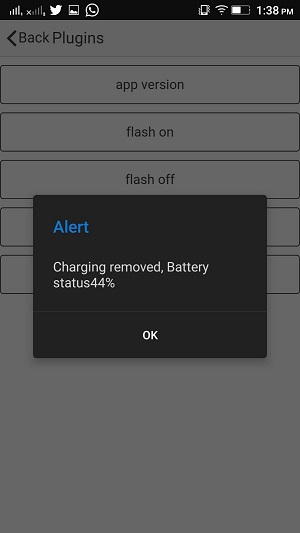 1:38 PM
Back Plugins
app version
flash on
flash off
Alert
Charging removed, Battery
status44%
OK